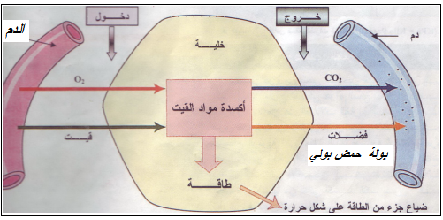 خروج
دخول
دم
الدم
خلية
CO₂
O₂
أكسدة مواد القيت
فضلات
قيت
بولة حمض بولي
طاقة
ضياع جزء من الطاقة على شكل حرارة